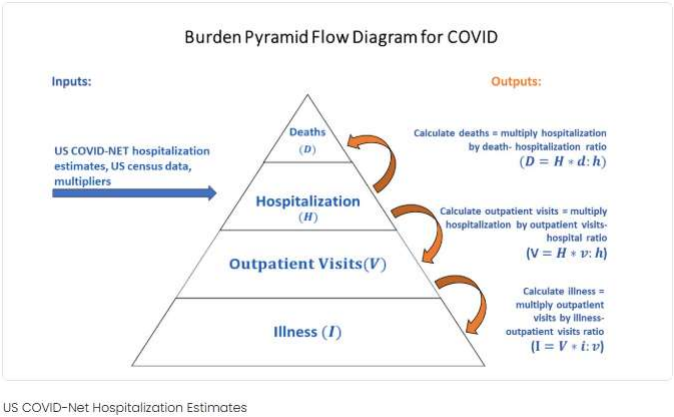 Burden Pyramid Flow Diagram for COVID
Inputs:
Outputs:
US COVID-NET hospitalization
estimates, US census data,
multipliers
Deaths
(D)
Hospitalization
(H)
Outpatient Visits(V)
Illness (I)
Calculate deaths = multiply hospitalization
by death- hospitalization ratio
(D = H * d: h)
Calculate outpatient visits = multiply
hospitalization by outpatient visits-
hospital ratio
(V = H * v: h)
Calculate illness =
multiply outpatient
visits by illness-
outpatient visits ratio
(I = V * i: v)
US COVID-Net Hospitalization Estimates